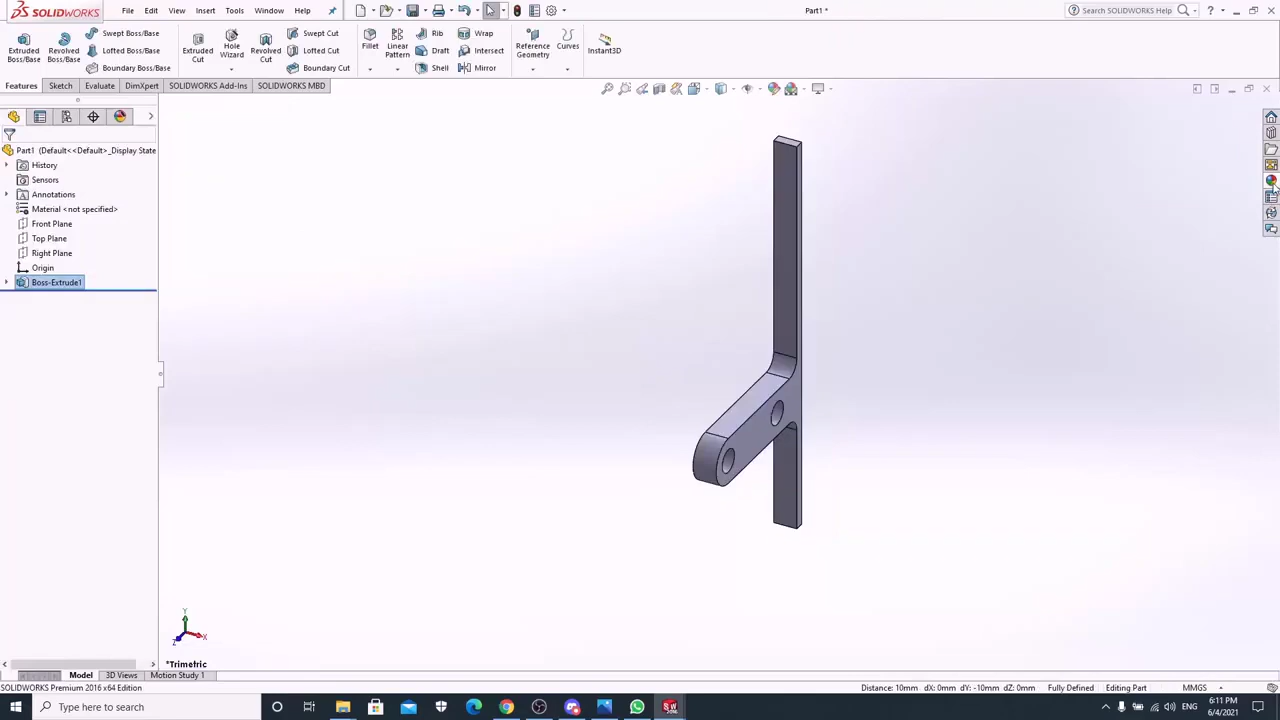 SOLIDWORKS File Edit View Insert Tools Window Help Part1 * Search SOLIDWORKS Help
Extruded Boss/Base Revolved Boss/Base Swept Boss/Base Lofted Boss/Base Boundary Boss/Base Extruded Cut Hole Wizard Revolved Cut Swept Cut Lofted Cut Boundary Cut Fillet Linear Pattern Rib Draft Shell Wrap Intersect Mirror Reference Geometry Curves Instant3D
Features Sketch Evaluate DimXpert SOLIDWORKS Add-Ins SOLIDWORKS MBD
Part1 (Default<<Default>_Display State
History
Sensors
Annotations
Material <not specified>
Front Plane
Top Plane
Right Plane
Origin
Boss-Extrude1
Y
X
Z
*Trimetric
Model 3D Views Motion Study 1
SOLIDWORKS Premium 2016 x64 Edition Distance: 10mm dX: 0mm dY: -10mm dZ: 0mm Fully Defined Editing Part MMGS
Type here to search ENG 6:11 PM
6/4/2021